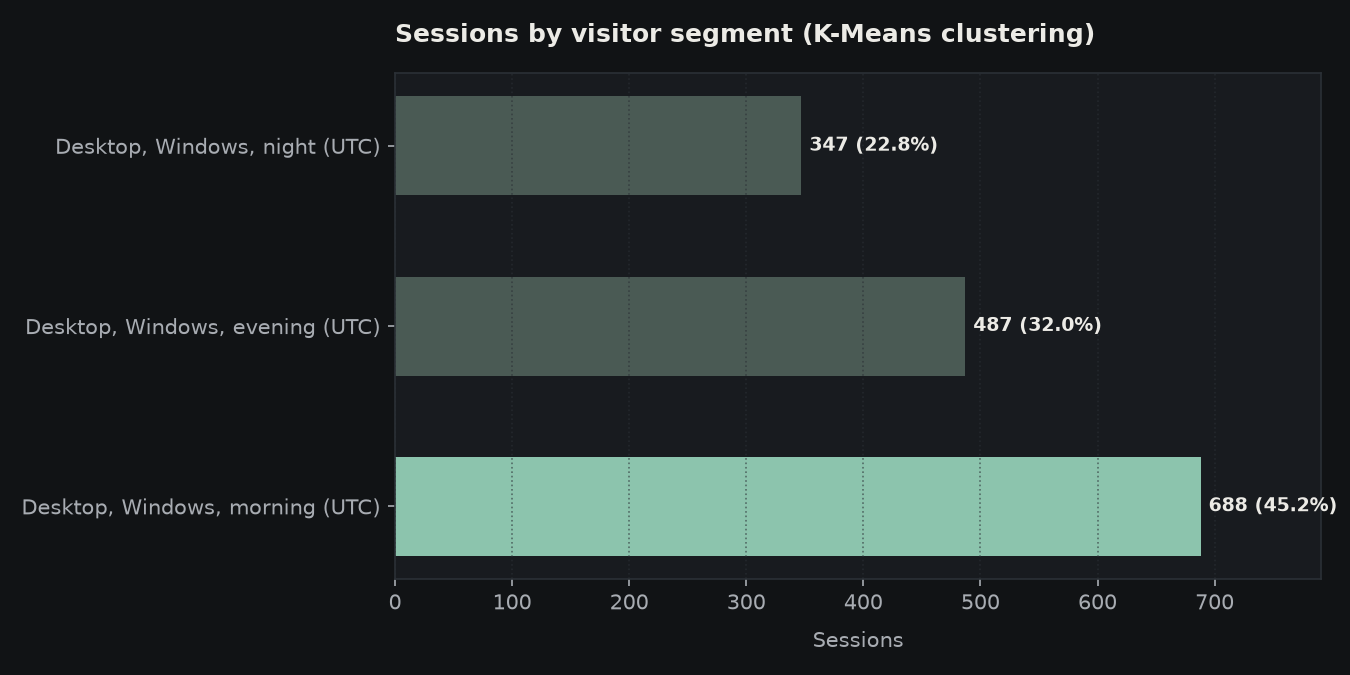 Sessions by visitor segment (K-Means clustering)
Desktop, Windows, night (UTC)
347 (22.8%)
Desktop, Windows, evening (UTC)
487 (32.0%)
Desktop, Windows, morning (UTC)
688 (45.2%)
0 100 200 300 400 500 600 700
Sessions